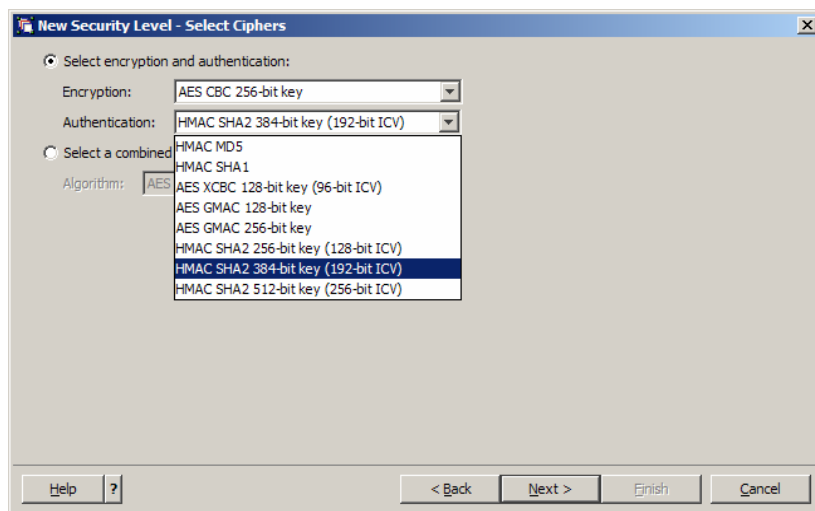 New Security Level - Select Ciphers
Select encryption and authentication:
Encryption: AES CBC 256-bit key
Authentication: HMAC SHA2 384-bit key (192-bit ICV)
HMAC MD5
Select a combined
HMAC SHA1
Algorithm: AES
AES XCBC 128-bit key (96-bit ICV)
AES GMAC 128-bit key
AES GMAC 256-bit key
HMAC SHA2 256-bit key (128-bit ICV)
HMAC SHA2 384-bit key (192-bit ICV)
HMAC SHA2 512-bit key (256-bit ICV)
Help ? < Back Next > Finish Cancel